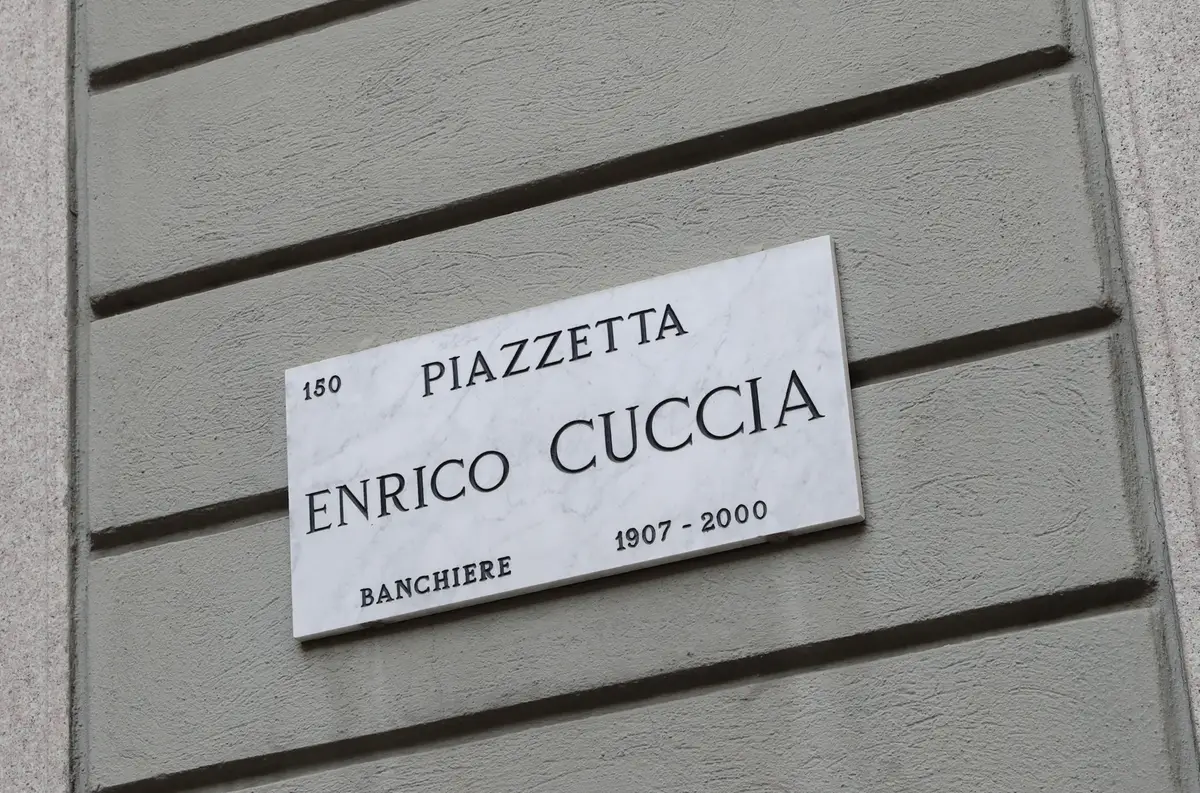 150 PIAZZETTA
ENRICO CUCCIA
BANCHIERE 1907 - 2000